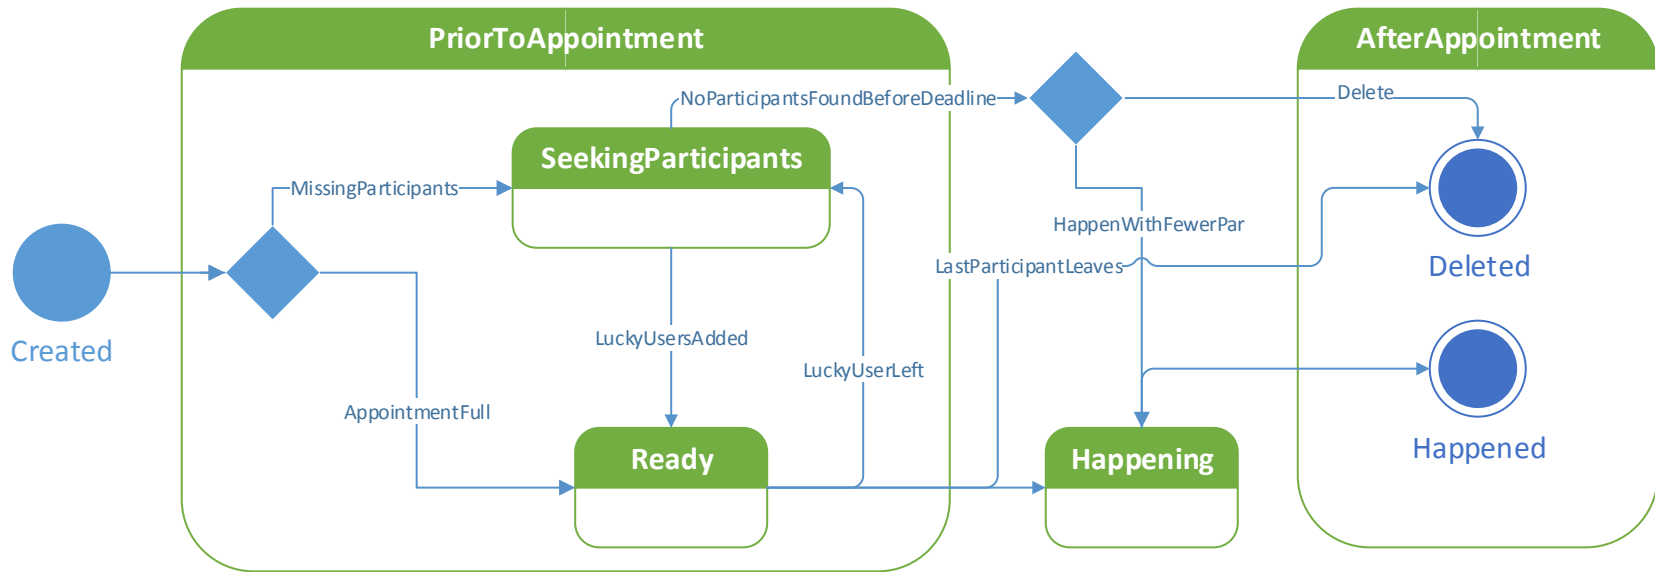 PriorToAppointment
AfterAppointment
NoParticipantsFoundBeforeDeadline
Delete
SeekingParticipants
MissingParticipants
HappenWithFewerPar
LastParticipantLeaves
Deleted
Created
LuckyUsersAdded
LuckyUserLeft
AppointmentFull
Ready
Happening
Happened